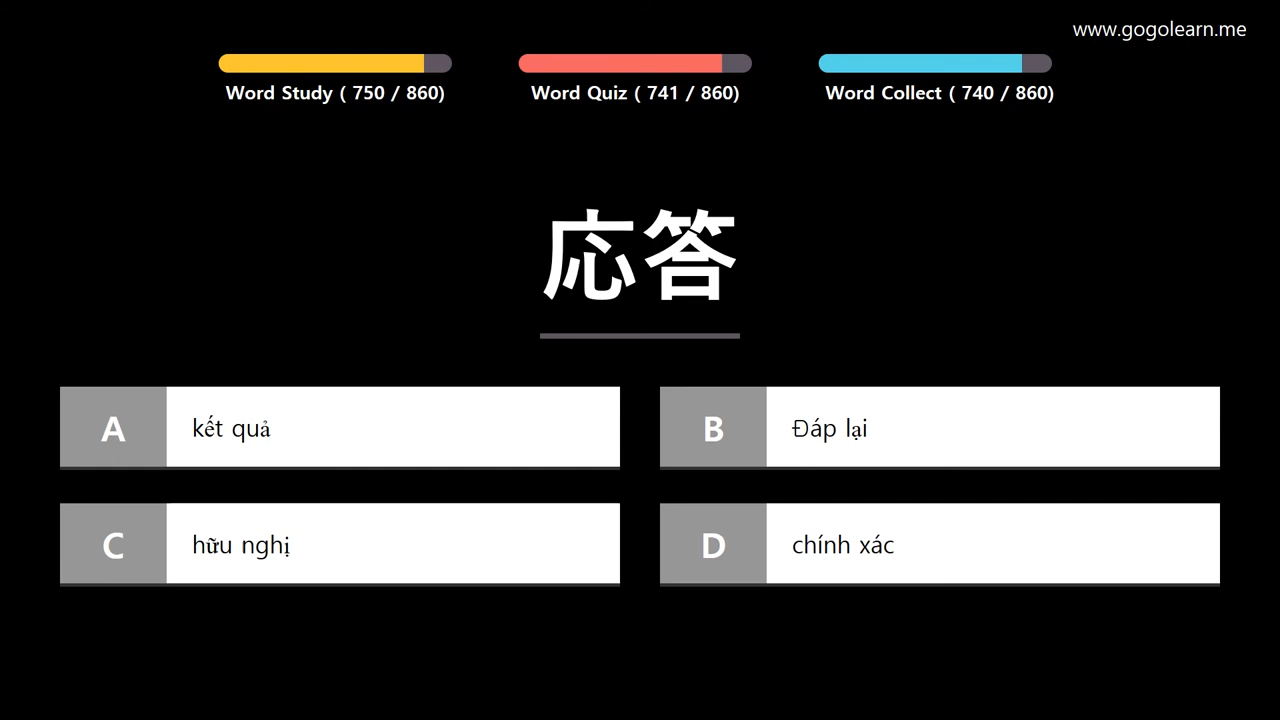 www.gogolearn.me
Word Study ( 750 / 860)
Word Quiz ( 741 / 860)
Word Collect ( 740 / 860)
応答
A
kết quả
B
Đáp lại
C
hữu nghị
D
chính xác